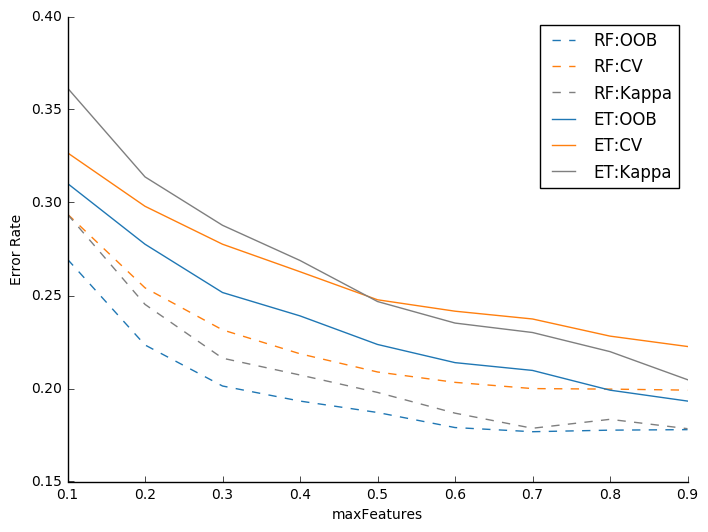 0.40
0.35
0.30
0.25
0.20
0.15
Error Rate
RF:OOB
RF:CV
RF:Kappa
ET:OOB
ET:CV
ET:Kappa
0.1 0.2 0.3 0.4 0.5 0.6 0.7 0.8 0.9
maxFeatures